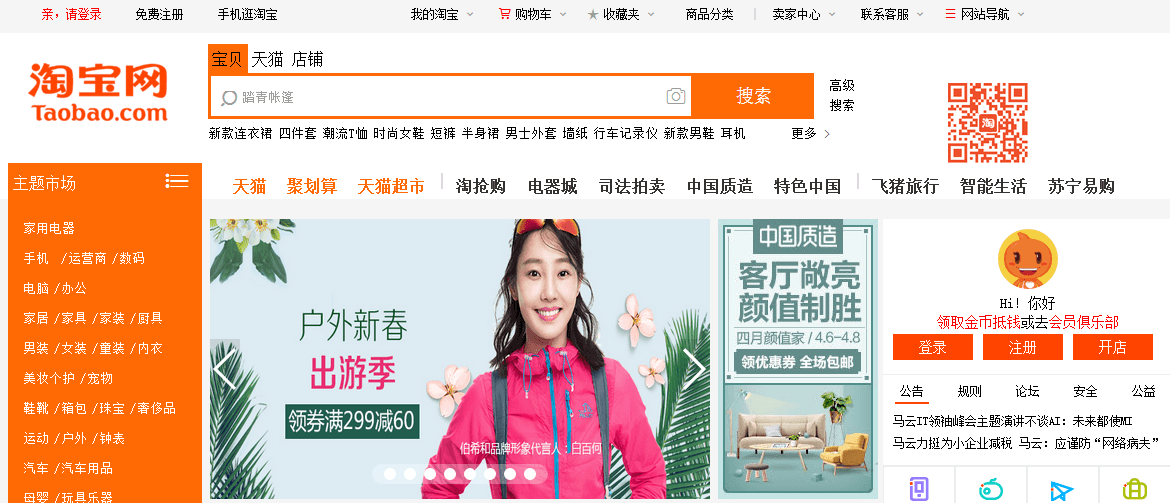 亲，请登录 免费注册 手机逛淘宝 我的淘宝 购物车 收藏夹 商品分类 卖家中心 联系客服 网站导航
宝贝 天猫 店铺
淘宝网
Taobao.com
踏青帐篷 搜索
高级
搜索
新款连衣裙 四件套 潮流T恤 时尚女鞋 短裤 半身裙 男士外套 墙纸 行车记录仪 新款男鞋 耳机 更多
淘
主题市场
天猫 聚划算 天猫超市 淘抢购 电器城 司法拍卖 中国质造 特色中国 飞猪旅行 智能生活 苏宁易购
家用电器
手机 /运营商 /数码
电脑 /办公
家居 /家具 /家装 /厨具
男装 /女装 /童装 /内衣
美妆个护 /宠物
鞋靴 /箱包 /珠宝 /奢侈品
运动 /户外 /钟表
汽车 /汽车用品
母婴 /玩具乐器
户外新春
出游季
领券满299减60
伯希和品牌形象代言人：白百何
中国质造
客厅敞亮
颜值制胜
四月颜值家 / 4.6-4.8
领优惠券 全场包邮
Hi! 你好
领取金币抵钱或去会员俱乐部
登录 注册 开店
公告 规则 论坛 安全 公益
马云IT领袖峰会主题演讲不谈AI：未来都使MI
马云力挺为小企业减税 马云：应谨防“网络病夫”